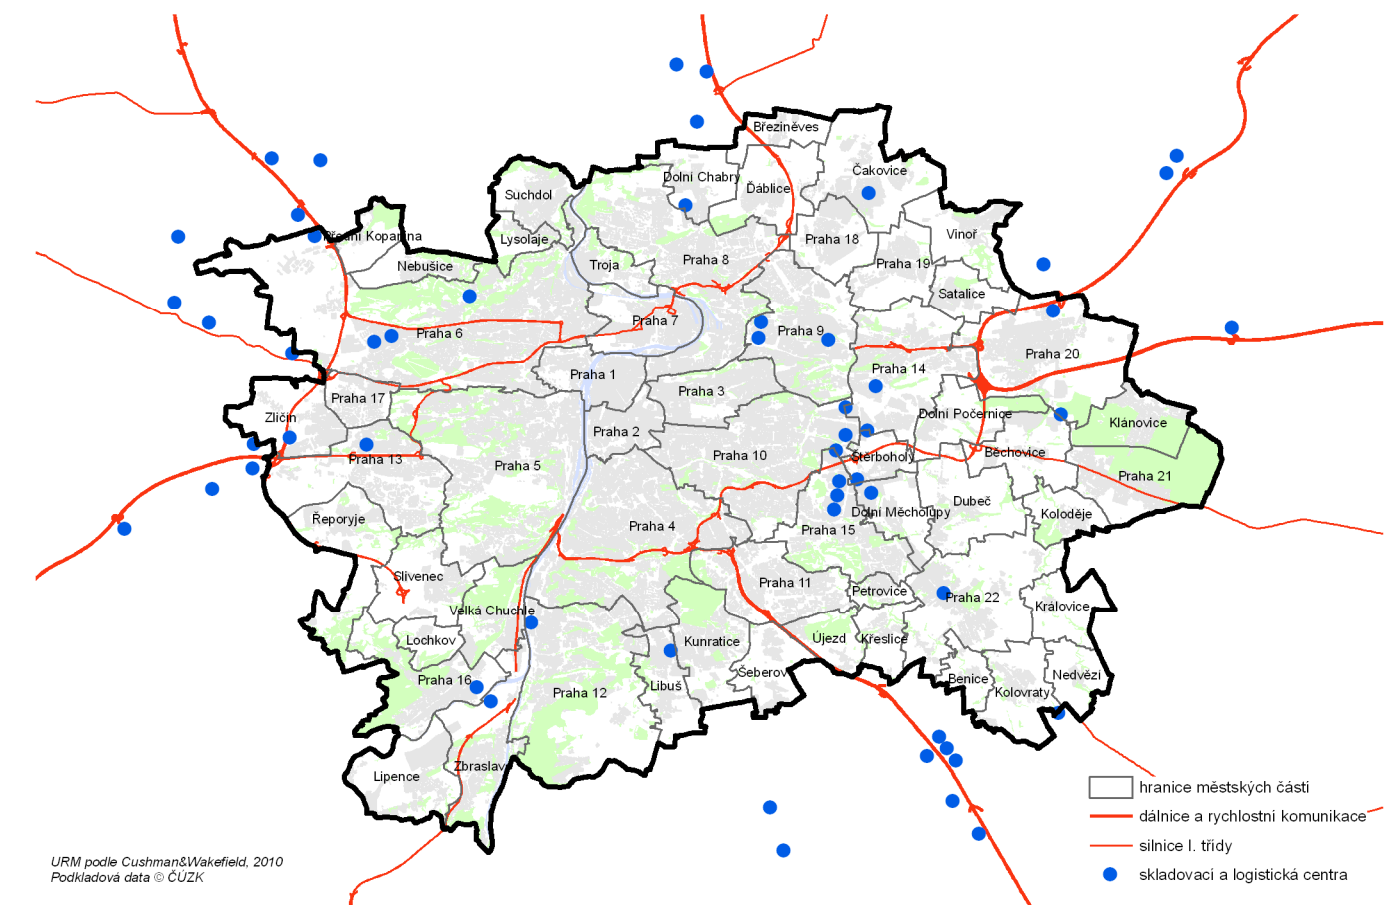 Březiněves
Čakovice
Dolní Chabry
Ďáblice
Suchdol
Vinoř
Přední Kopanina
Lysolaje
Praha 18
Nebušice
Troja
Praha 8
Praha 19
Satalice
Praha 7
Praha 6
Praha 9
Praha 20
Praha 1
Praha 14
Praha 3
Praha 17
Zličín
Dolní Počernice
Klánovice
Praha 2
Praha 13
Praha 5
Praha 10
Štěrboholy
Běchovice
Praha 21
Dubeč
Dolní Měcholupy
Koloděje
Řeporyje
Praha 4
Praha 15
Slivenec
Praha 11
Petrovice
Praha 22
Královice
Velká Chuchle
Lochkov
Kunratice
Újezd
Křeslice
Praha 16
Praha 12
Libuš
Šeberov
Benice
Nedvězí
Kolovraty
Lipence
Zbraslav
hranice městských částí
dálnice a rychlostní komunikace
silnice I. třídy
skladovací a logistická centra
URM podle Cushman&Wakefield, 2010
Podkladová data © ČÚZK